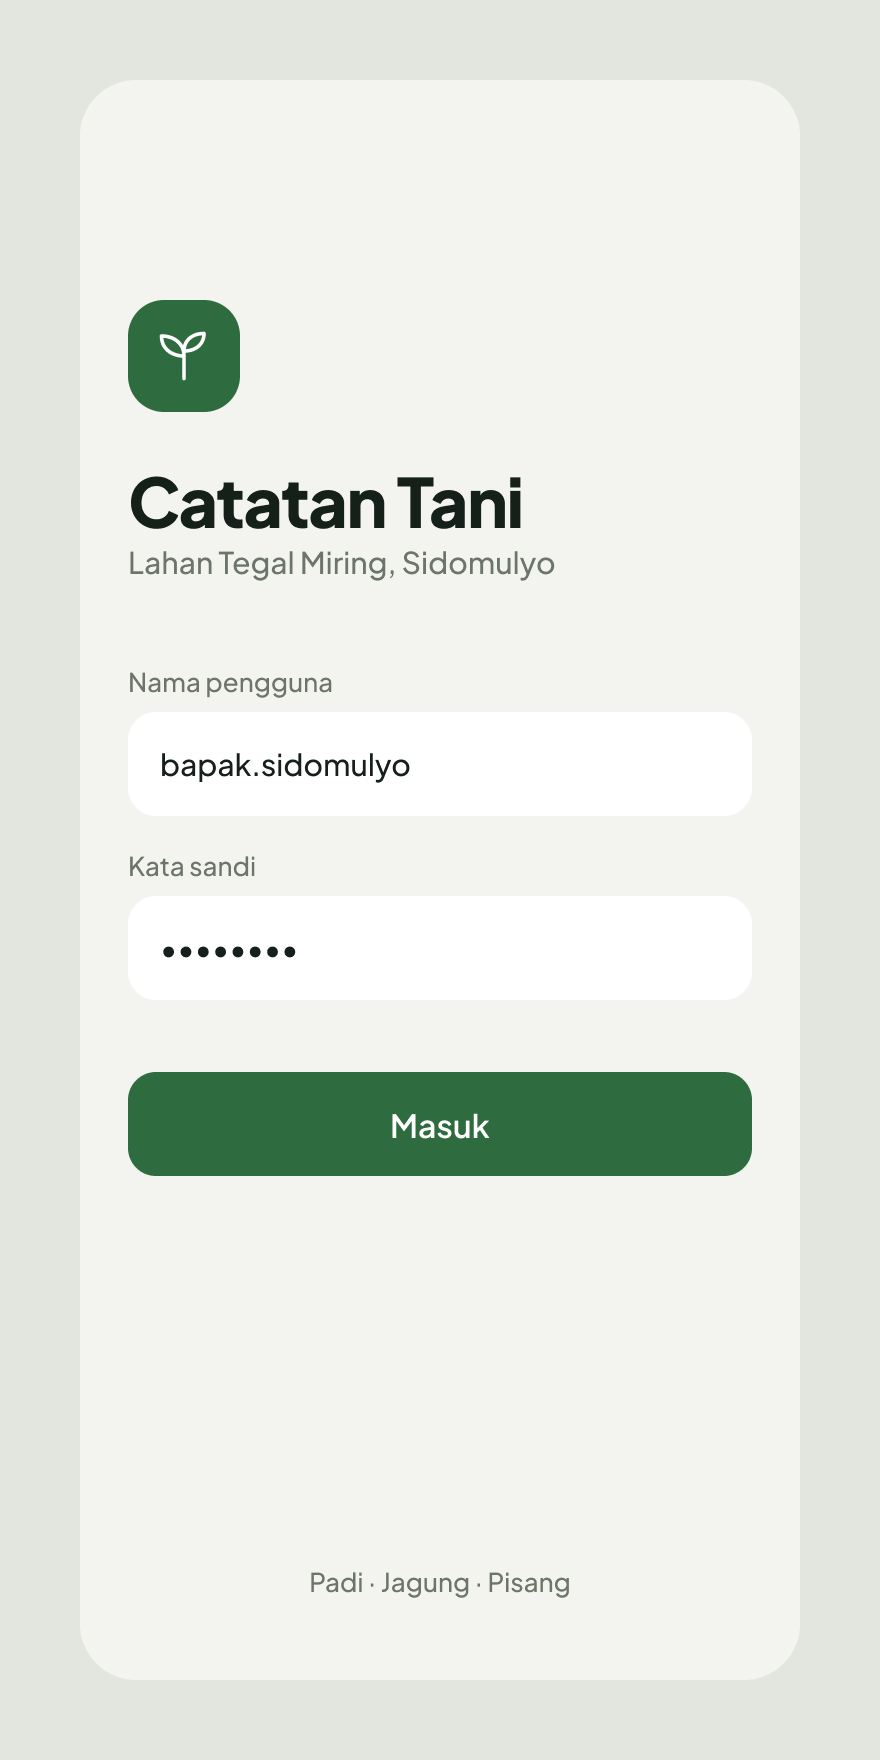 Catatan Tani
Lahan Tegal Miring, Sidomulyo
Nama pengguna
bapak.sidomulyo
Kata sandi
••••••••
Masuk
Padi · Jagung · Pisang